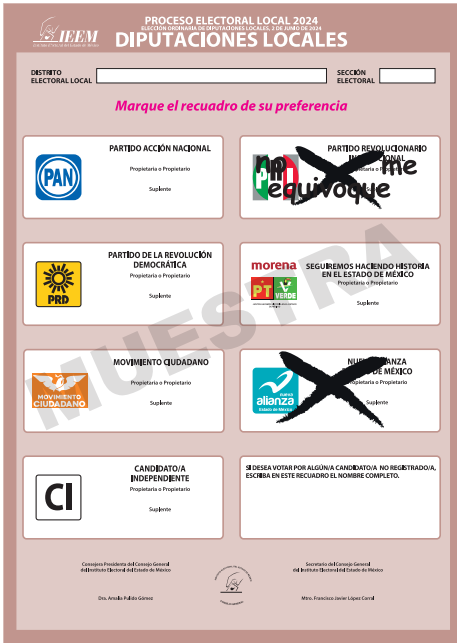 IEEM
PROCESO ELECTORAL LOCAL 2024
ELECCIÓN ORDINARIA DE DIPUTACIONES LOCALES, 2 DE JUNIO DE 2024
DIPUTACIONES LOCALES
DISTRITO
ELECTORAL LOCAL
SECCIÓN
ELECTORAL
Marque el recuadro de su preferencia
PAN
PARTIDO ACCIÓN NACIONAL
Propietaria o Propietario
Suplente
PARTIDO REVOLUCIONARIO
no me
equivoque
PRD
PARTIDO DE LA REVOLUCIÓN
DEMOCRÁTICA
Propietaria o Propietario
Suplente
morena
PT
VERDE
SEGUIREMOS HACIENDO HISTORIA
EN EL ESTADO DE MÉXICO
Propietaria o Propietario
Suplente
MUESTRA
MOVIMIENTO
CIUDADANO
MOVIMIENTO CIUDADANO
Propietaria o Propietario
Suplente
nueva
alianza
Estado de México
DE MÉXICO
Propietaria o Propietario
Suplente
CI
CANDIDATO/A
INDEPENDIENTE
Propietaria o Propietario
Suplente
SI DESEA VOTAR POR ALGÚN/A CANDIDATO/A NO REGISTRADO/A,
ESCRIBA EN ESTE RECUADRO EL NOMBRE COMPLETO.
Consejera Presidenta del Consejo General
del Instituto Electoral del Estado de México
Dra. Amalia Pulido Gómez
Secretario del Consejo General
del Instituto Electoral del Estado de México
Mtro. Francisco Javier López Corral